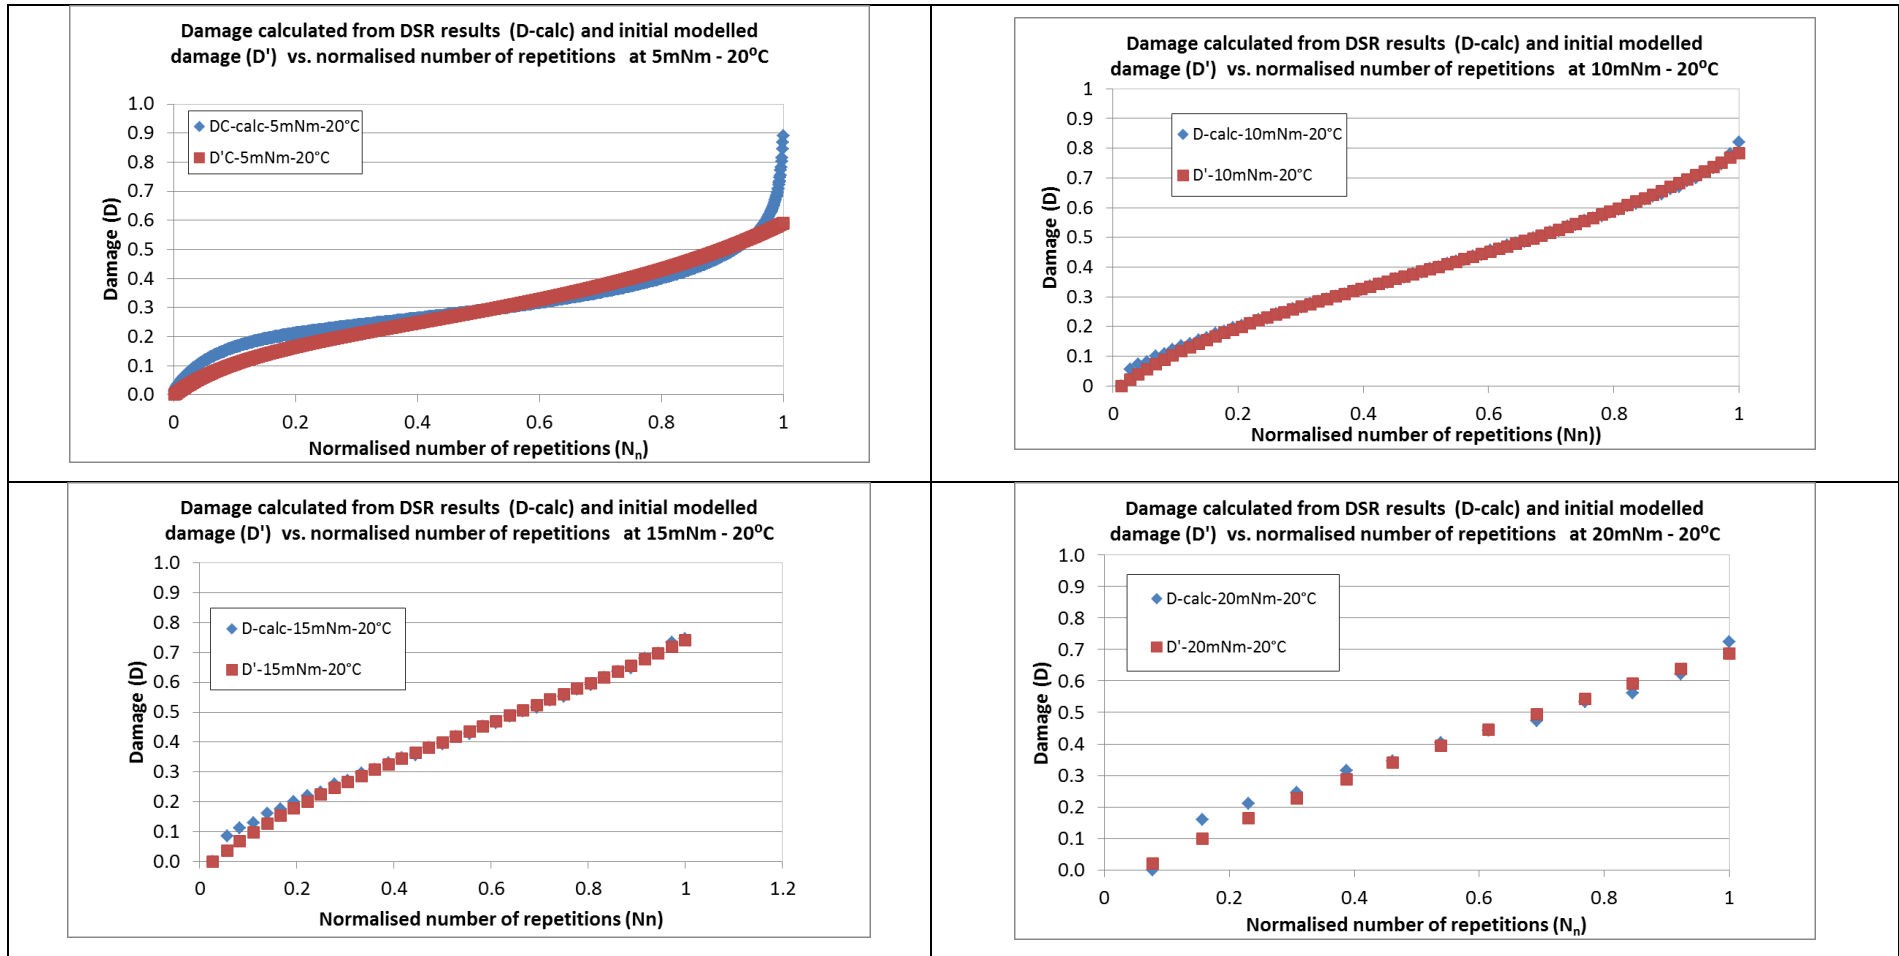 Damage calculated from DSR results (D-calc) and initial modelled
damage (D') vs. normalised number of repetitions at 5mNm - 20⁰C
1.0
0.9
0.8
0.7
0.6
0.5
0.4
0.3
0.2
0.1
0.0
Damage (D)
DC-calc-5mNm-20°C
D'C-5mNm-20°C
0 0.2 0.4 0.6 0.8 1
Normalised number of repetitions (Nₙ)
Damage calculated from DSR results (D-calc) and initial modelled
damage (D') vs. normalised number of repetitions at 10mNm - 20⁰C
1
0.9
0.8
0.7
0.6
0.5
0.4
0.3
0.2
0.1
0
Damage (D)
D-calc-10mNm-20°C
D'-10mNm-20°C
0 0.2 0.4 0.6 0.8 1
Normalised number of repetitions (Nn))
Damage calculated from DSR results (D-calc) and initial modelled
damage (D') vs. normalised number of repetitions at 15mNm - 20⁰C
1.0
0.9
0.8
0.7
0.6
0.5
0.4
0.3
0.2
0.1
0.0
Damage (D)
D-calc-15mNm-20°C
D'-15mNm-20°C
0 0.2 0.4 0.6 0.8 1 1.2
Normalised number of repetitions (Nn)
Damage calculated from DSR results (D-calc) and initial modelled
damage (D') vs. normalised number of repetitions at 20mNm - 20⁰C
1.0
0.9
0.8
0.7
0.6
0.5
0.4
0.3
0.2
0.1
0.0
Damage (D)
D-calc-20mNm-20°C
D'-20mNm-20°C
0 0.2 0.4 0.6 0.8 1
Normalised number of repetitions (Nₙ)